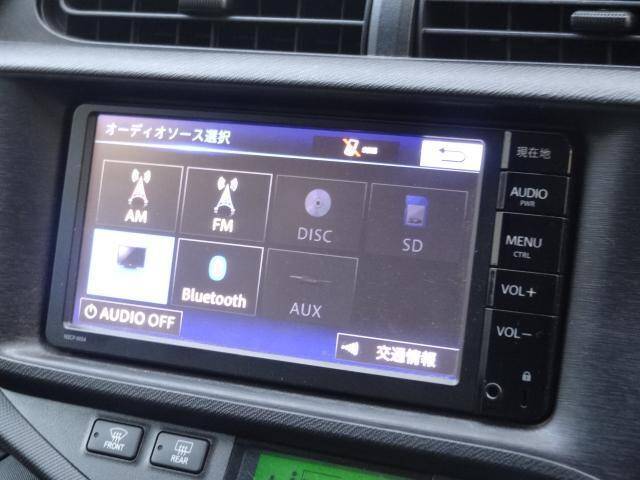 オーディオソース選択
AM
FM
DISC
SD
Bluetooth
AUX
AUDIO OFF
交通情報
現在地
AUDIO
PWR
MENU
CTRL
VOL+
VOL−
FRONT
REAR